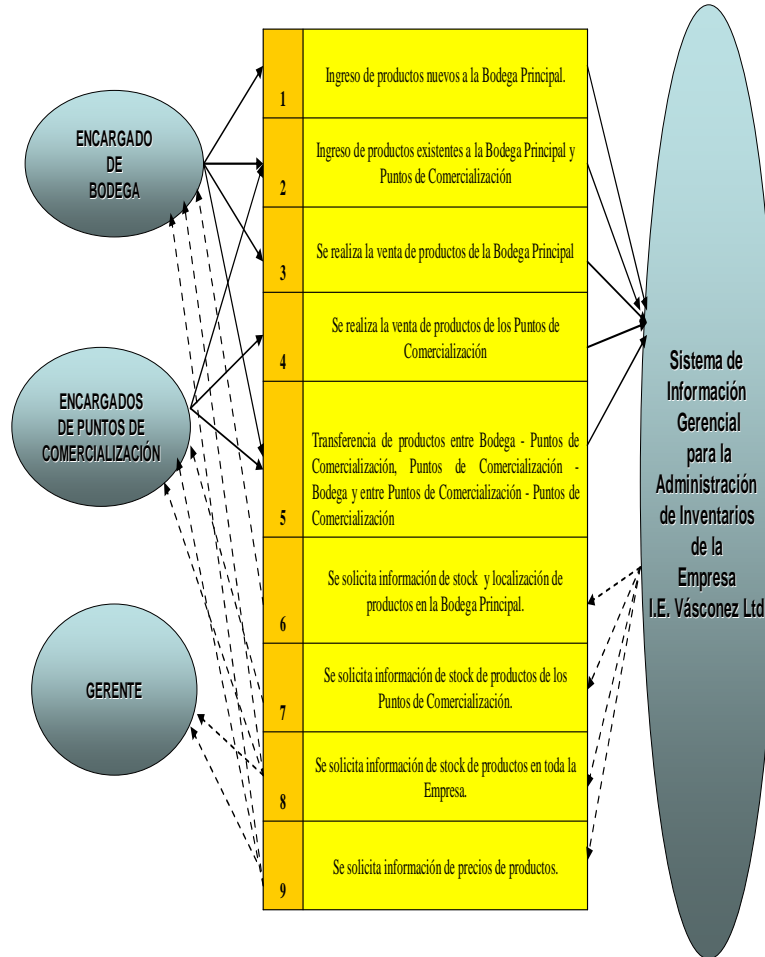 ENCARGADO
DE
BODEGA
ENCARGADOS
DE PUNTOS DE
COMERCIALIZACIÓN
GERENTE
1
Ingreso de productos nuevos a la Bodega Principal.
2
Ingreso de productos existentes a la Bodega Principal y
Puntos de Comercialización
3
Se realiza la venta de productos de la Bodega Principal
4
Se realiza la venta de productos de los Puntos de
Comercialización
5
Transferencia de productos entre Bodega - Puntos de
Comercialización, Puntos de Comercialización -
Bodega y entre Puntos de Comercialización - Puntos de
Comercialización
6
Se solicita información de stock y localización de
productos en la Bodega Principal.
7
Se solicita información de stock de productos de los
Puntos de Comercialización.
8
Se solicita información de stock de productos en toda la
Empresa.
9
Se solicita información de precios de productos.
Sistema de
Información
Gerencial
para la
Administración
de Inventarios
de la
Empresa
I.E. Vásconez Ltd